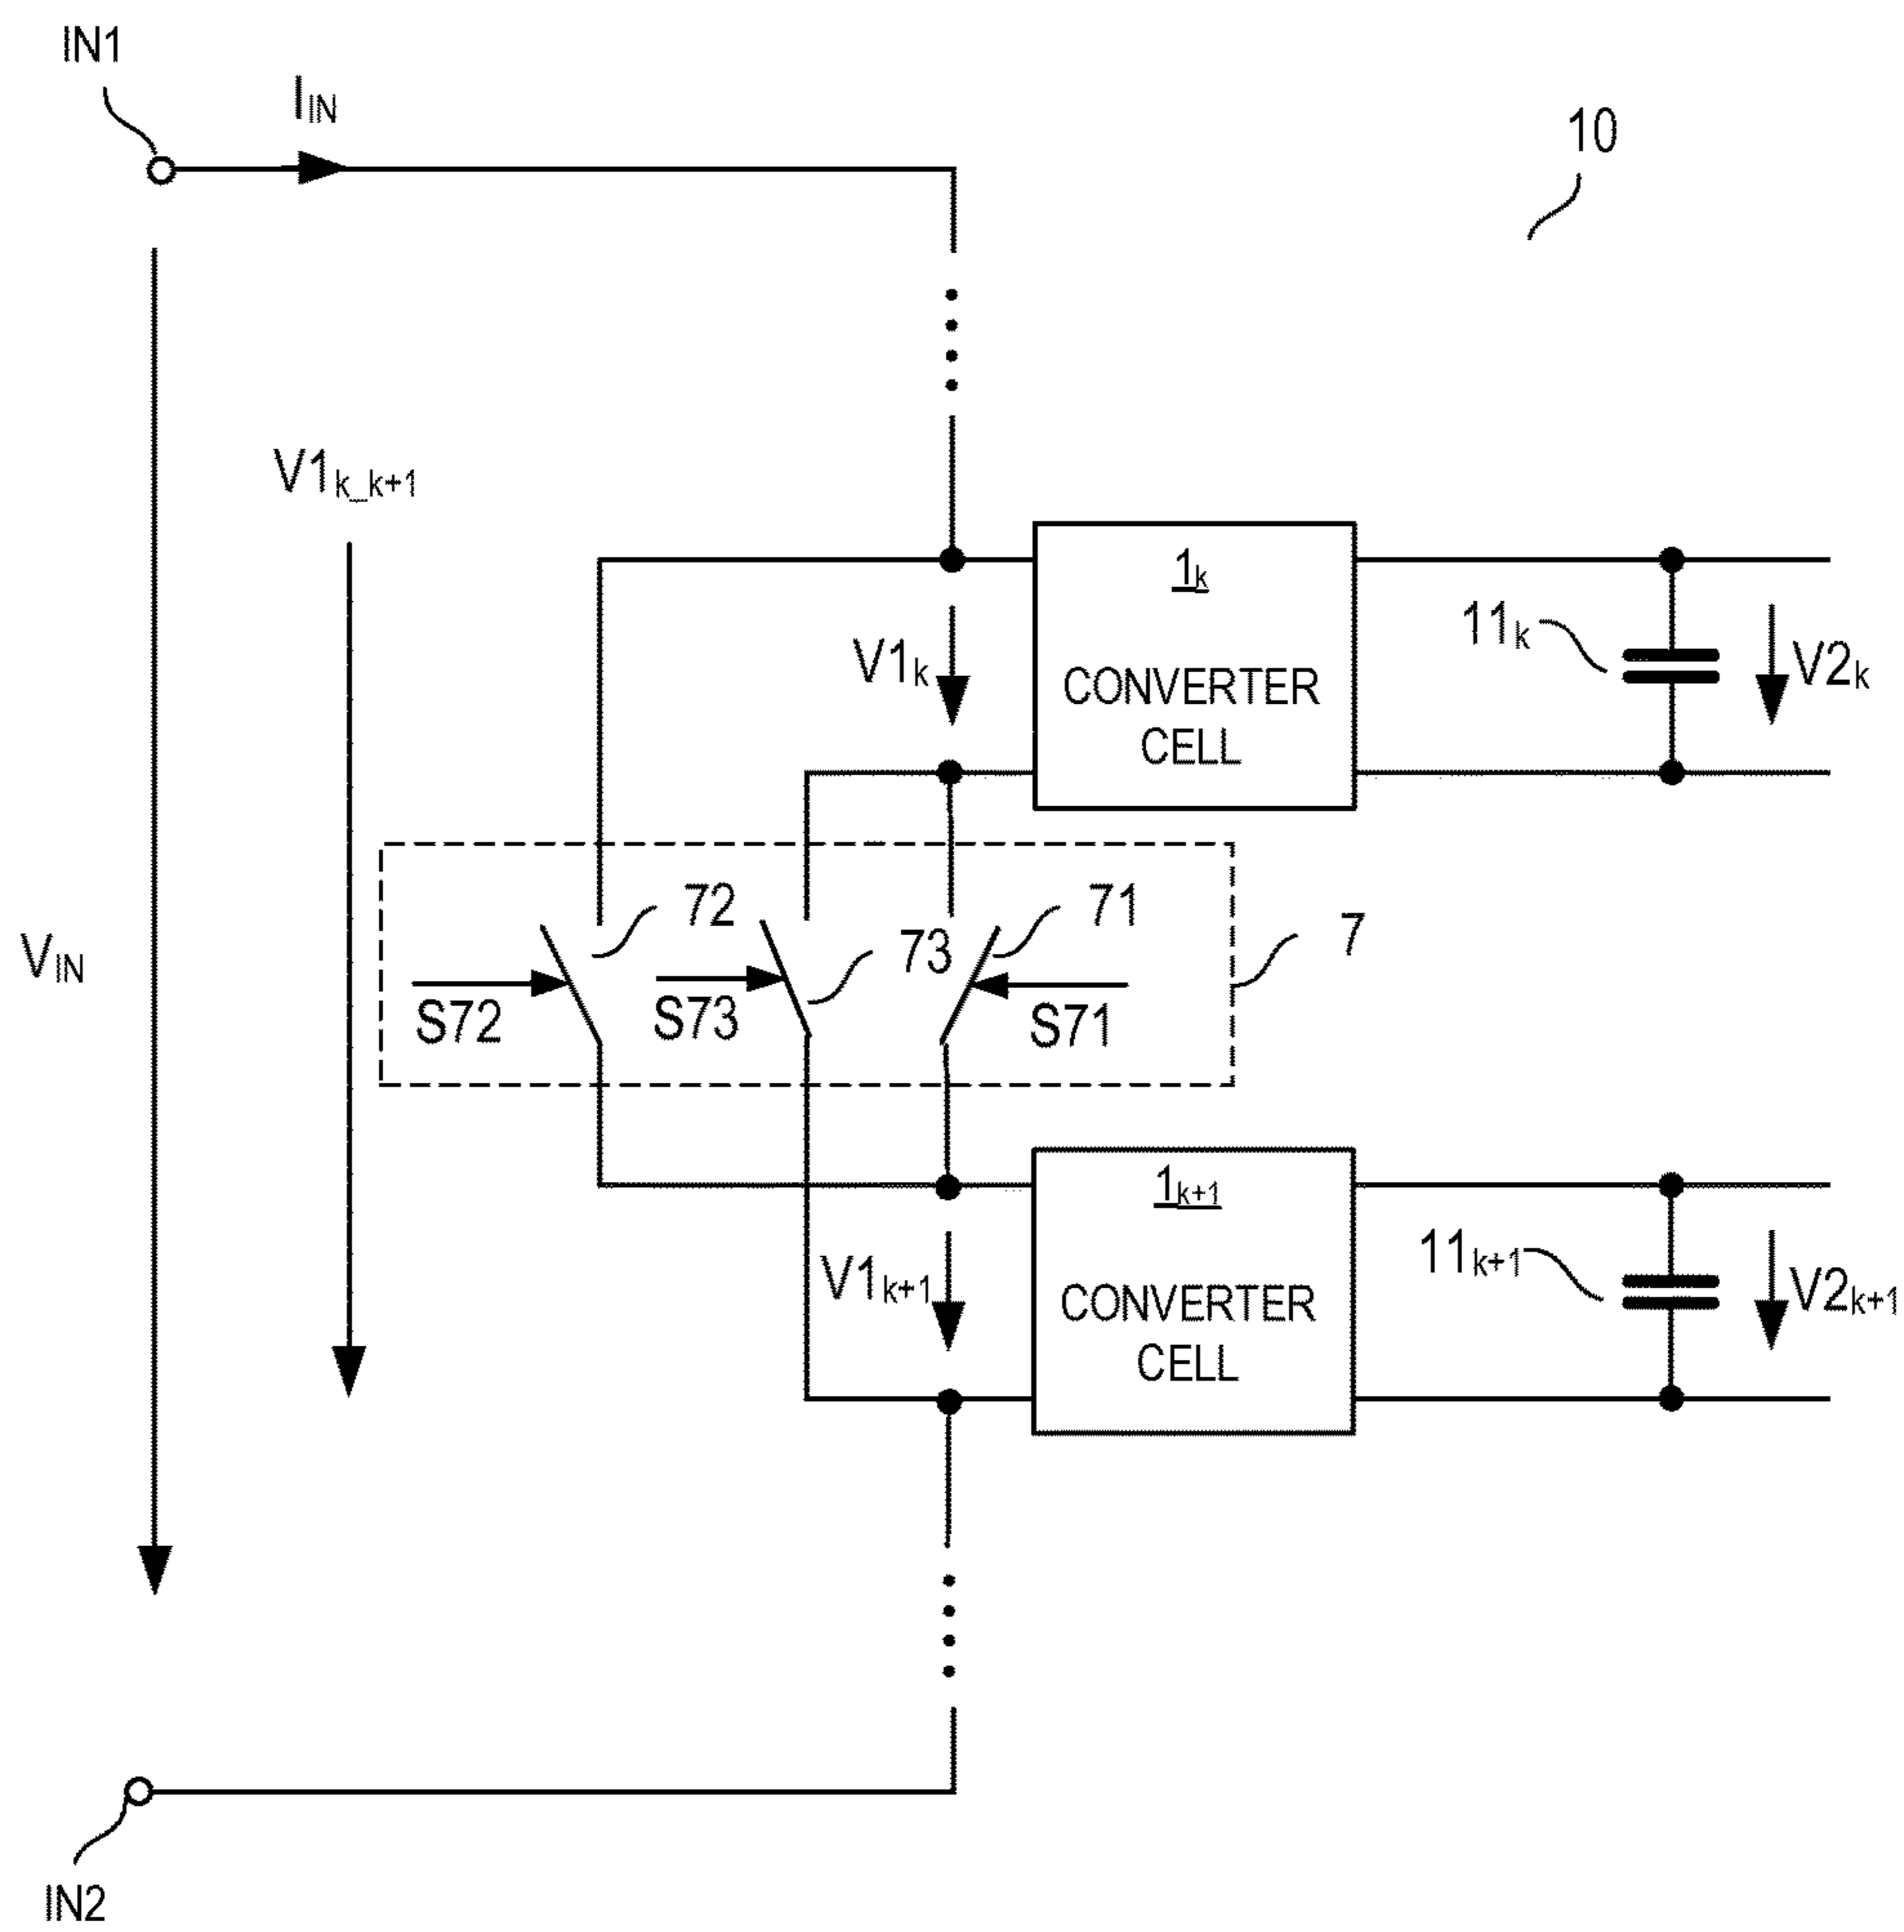 IN1
I_IN
10
V1_k_k+1
1_k
11_k
V1_k
V2_k
CONVERTER
CELL
72
71
7
73
V_IN
S72
S73
S71
1_k+1
11_k+1
V1_k+1
V2_k+1
CONVERTER
CELL
IN2